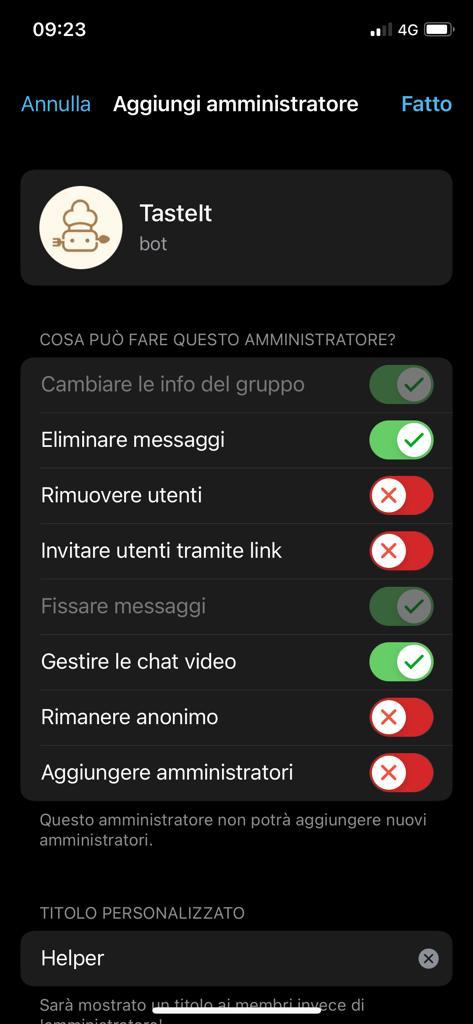 09:23
4G
Annulla Aggiungi amministratore Fatto
TasteIt
bot
COSA PUÒ FARE QUESTO AMMINISTRATORE?
Cambiare le info del gruppo
Eliminare messaggi
Rimuovere utenti
Invitare utenti tramite link
Fissare messaggi
Gestire le chat video
Rimanere anonimo
Aggiungere amministratori
Questo amministratore non potrà aggiungere nuovi
amministratori.
TITOLO PERSONALIZZATO
Helper
Sarà mostrato un titolo ai membri invece di
'amministratore'